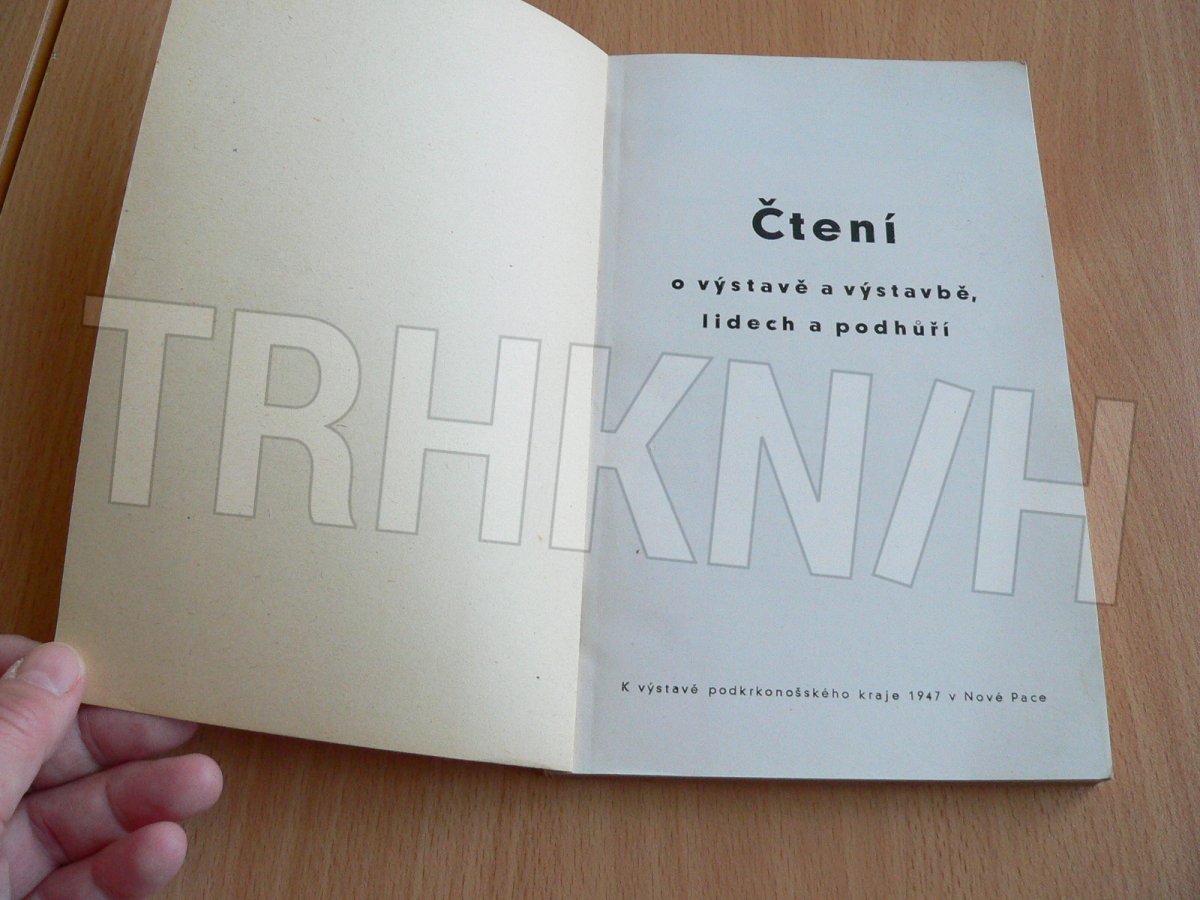 Čtení
o výstavě a výstavbě,
lidech a podhůří
TRHKNIH
K výstavě podkrkonošského kraje 1947 v Nové Pace